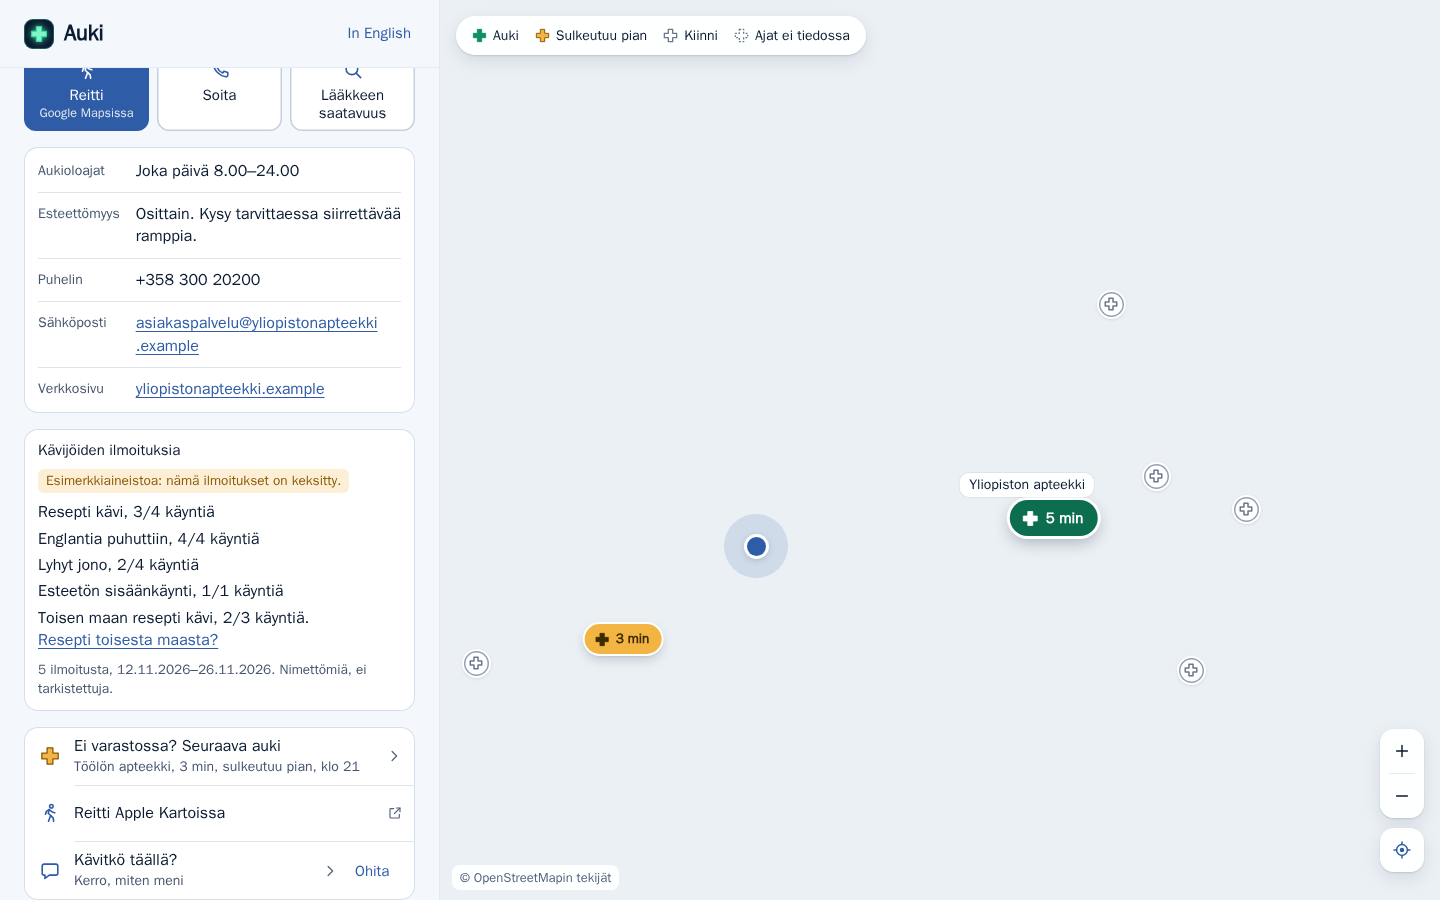 Auki
In English
Reitti
Google Mapsissa
Soita
Lääkkeen
saatavuus
Aukioloajat
Joka päivä 8.00–24.00
Esteettömyys
Osittain. Kysy tarvittaessa siirrettävää
ramppia.
Puhelin
+358 300 20200
Sähköposti
asiakaspalvelu@yliopistonapteekki
.example
Verkkosivu
yliopistonapteekki.example
Kävijöiden ilmoituksia
Esimerkkiaineistoa: nämä ilmoitukset on keksitty.
Resepti kävi, 3/4 käyntiä
Englantia puhuttiin, 4/4 käyntiä
Lyhyt jono, 2/4 käyntiä
Esteetön sisäänkäynti, 1/1 käyntiä
Toisen maan resepti kävi, 2/3 käyntiä.
Resepti toisesta maasta?
5 ilmoitusta, 12.11.2026–26.11.2026. Nimettömiä, ei
tarkistettuja.
Ei varastossa? Seuraava auki
Töölön apteekki, 3 min, sulkeutuu pian, klo 21
Reitti Apple Kartoissa
Kävitkö täällä?
Kerro, miten meni
Ohita
Auki
Sulkeutuu pian
Kiinni
Ajat ei tiedossa
Yliopiston apteekki
5 min
3 min
© OpenStreetMapin tekijät